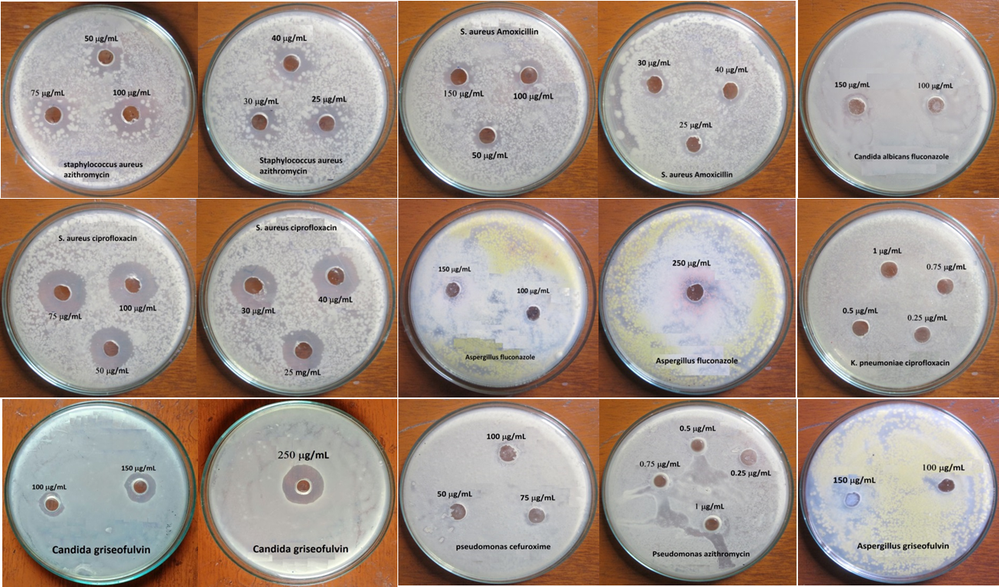 50 µg/mL
75 µg/mL
100 µg/mL
staphylococcus aureus
azithromycin
40 µg/mL
30 µg/mL
25 µg/mL
Staphylococcus aureus
azithromycin
S. aureus Amoxicillin
150 µg/mL
100 µg/mL
50 µg/mL
30 µg/mL
40 µg/mL
25 µg/mL
S. aureus Amoxicillin
150 µg/mL
100 µg/mL
Candida albicans fluconazole
S. aureus ciprofloxacin
75 µg/mL
100 µg/mL
50 µg/mL
S. aureus ciprofloxacin
30 µg/mL
40 µg/mL
25 mg/mL
150 µg/mL
100 µg/mL
Aspergillus fluconazole
250 µg/mL
Aspergillus fluconazole
1 µg/mL
0.75 µg/mL
0.5 µg/mL
0.25 µg/mL
K. pneumoniae ciprofloxacin
150 µg/mL
100 µg/mL
Candida griseofulvin
250 µg/mL
Candida griseofulvin
100 µg/mL
50 µg/mL
75 µg/mL
pseudomonas cefuroxime
0.5 µg/mL
0.75 µg/mL
0.25 µg/mL
1 µg/mL
Pseudomonas azithromycin
100 µg/mL
150 µg/mL
Aspergillus griseofulvin